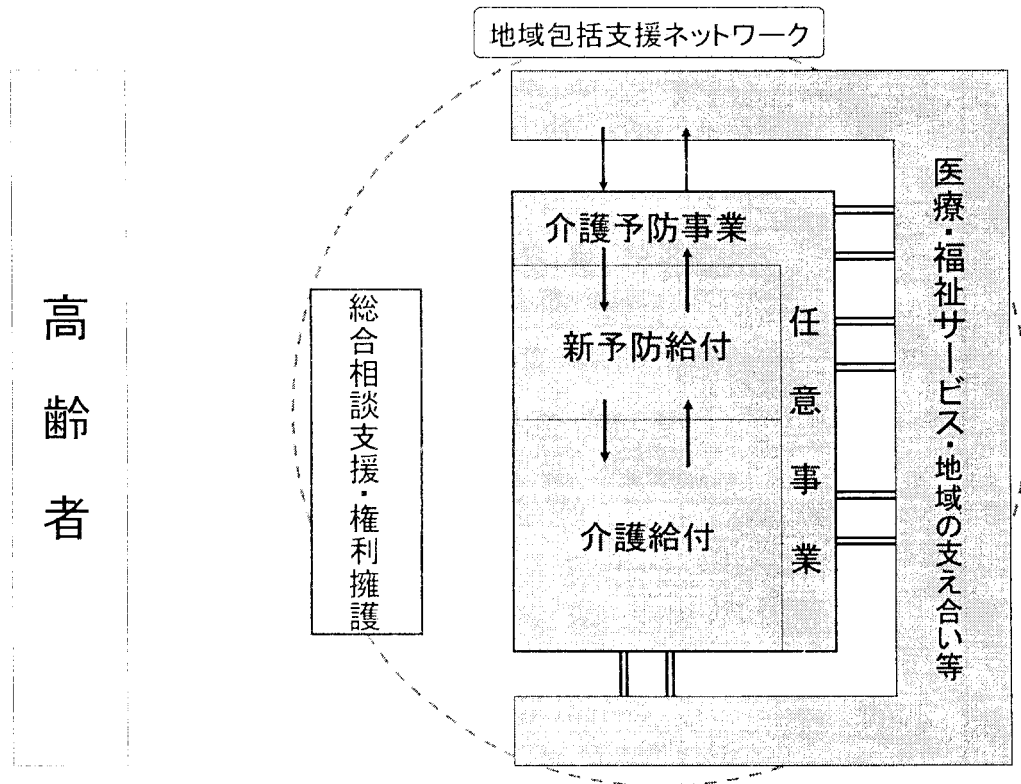 地域包括支援ネットワーク
高齢者
総合相談支援・権利擁護
介護予防事業
新予防給付
介護給付
任意事業
医療・福祉サービス・地域の支え合い等